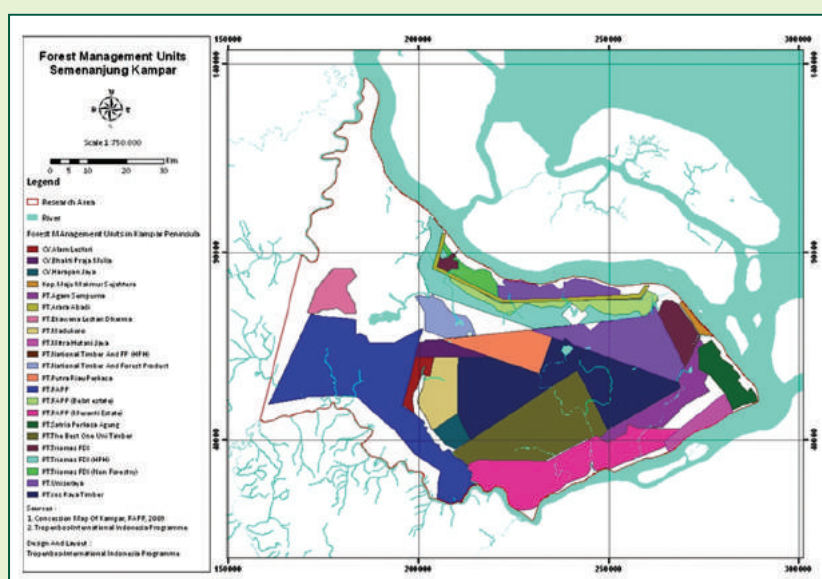 Forest Management Units
Semenanjung Kampar
Scale 1:750.000
0 5 10 20 30 Km
Legend
Research Area
River
Forest MAnagement Units in Kampar Peninsula
CV.Alam Lestari
CV.Bhakti Praja Mulia
CV.Harapan Jaya
Kop. Maju Makmur Sejahtera
PT.Agam Sempurna
PT.Arara Abadi
PT.Bhawana Lestari Dharma
PT.Madukoro
PT.Mitra Hutani Jaya
PT.National Timber And FP (HPH)
PT.National Timber And Forest Product
PT.Putra Riau Perkasa
PT.RAPP
PT.RAPP (Pelat estate)
PT.RAPP (Meranti Estate)
PT.Satria Perkasa Agung
PT.The Best One Uni Timber
PT.Triomas FDI
PT.Triomas FDI (HPH)
PT.Triomas FDI (Non Forestry)
PT.Uniseraya
PT.Yos Raya Timber
Sources :
1. Concession Map Of Kampar, RAPP, 2009
2. Tropenbos International Indonesia Programme
Design And Layout :
Tropenbos International Indonesia Programme
150000 200000 250000 300000
150000 200000 250000 300000